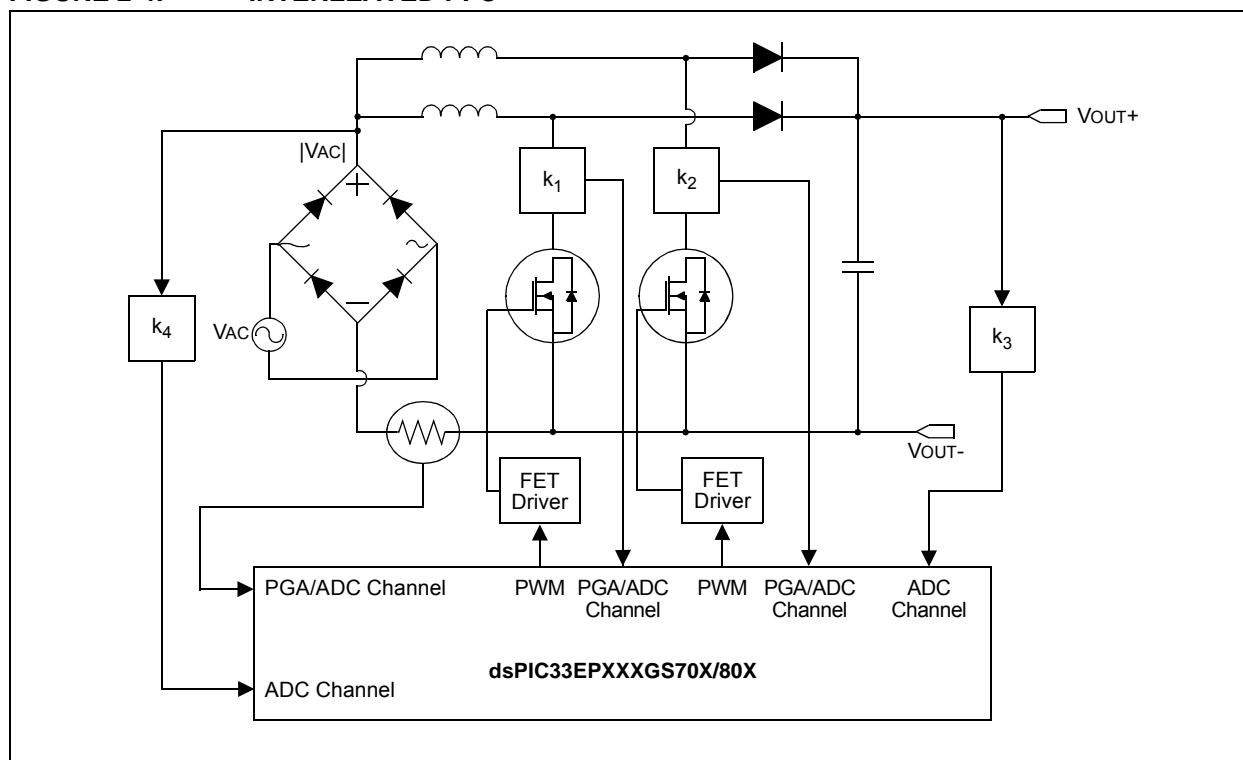 VOUT+
|VAC|
k1
k2
k4
VAC
k3
VOUT-
FET
Driver
FET
Driver
PGA/ADC Channel
PWM
PGA/ADC
Channel
PWM
PGA/ADC
Channel
ADC
Channel
dsPIC33EPXXXGS70X/80X
ADC Channel